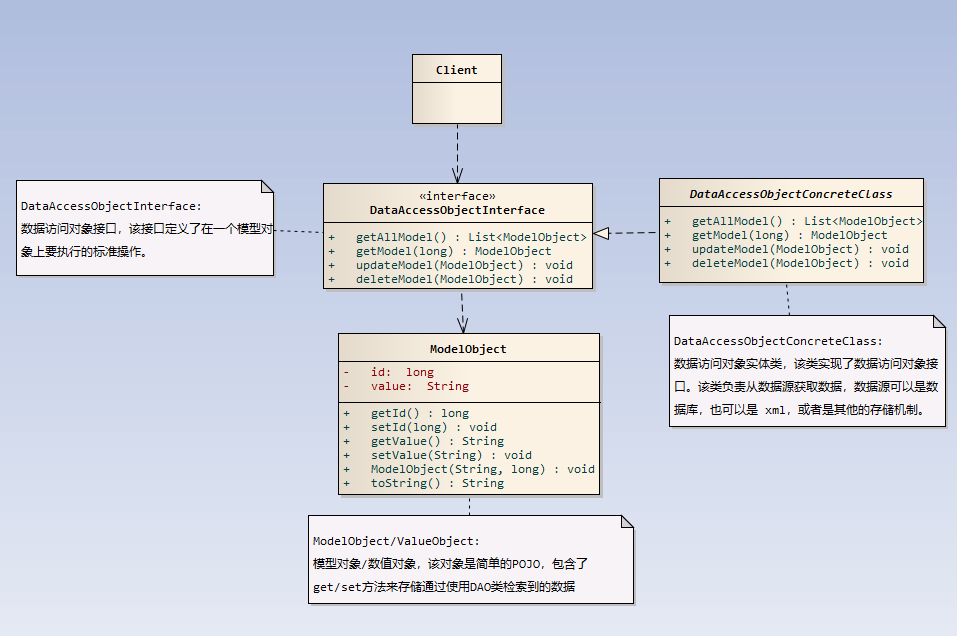 Client
«interface»
DataAccessObjectInterface
+ getAllModel() : List<ModelObject>
+ getModel(long) : ModelObject
+ updateModel(ModelObject) : void
+ deleteModel(ModelObject) : void
DataAccessObjectConcreteClass
+ getAllModel() : List<ModelObject>
+ getModel(long) : ModelObject
+ updateModel(ModelObject) : void
+ deleteModel(ModelObject) : void
DataAccessObjectInterface:
数据访问对象接口，该接口定义了在一个模型对
象上要执行的标准操作。
DataAccessObjectConcreteClass:
数据访问对象实体类，该类实现了数据访问对象接
口。该类负责从数据源获取数据，数据源可以是数
据库，也可以是 xml，或者是其他的存储机制。
ModelObject
- id: long
- value: String
+ getId() : long
+ setId(long) : void
+ getValue() : String
+ setValue(String) : void
+ ModelObject(String, long) : void
+ toString() : String
ModelObject/ValueObject:
模型对象/数值对象，该对象是简单的POJO，包含了
get/set方法来存储通过使用DAO类检索到的数据